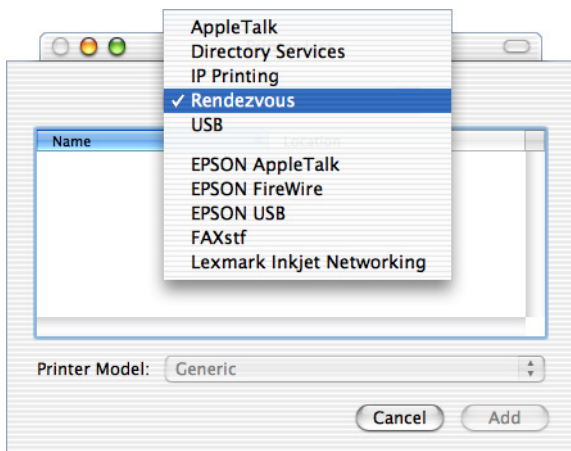 AppleTalk
Directory Services
IP Printing
✓ Rendezvous
USB
EPSON AppleTalk
EPSON FireWire
EPSON USB
FAXstf
Lexmark Inkjet Networking
Name Location
Printer Model: Generic
Cancel Add